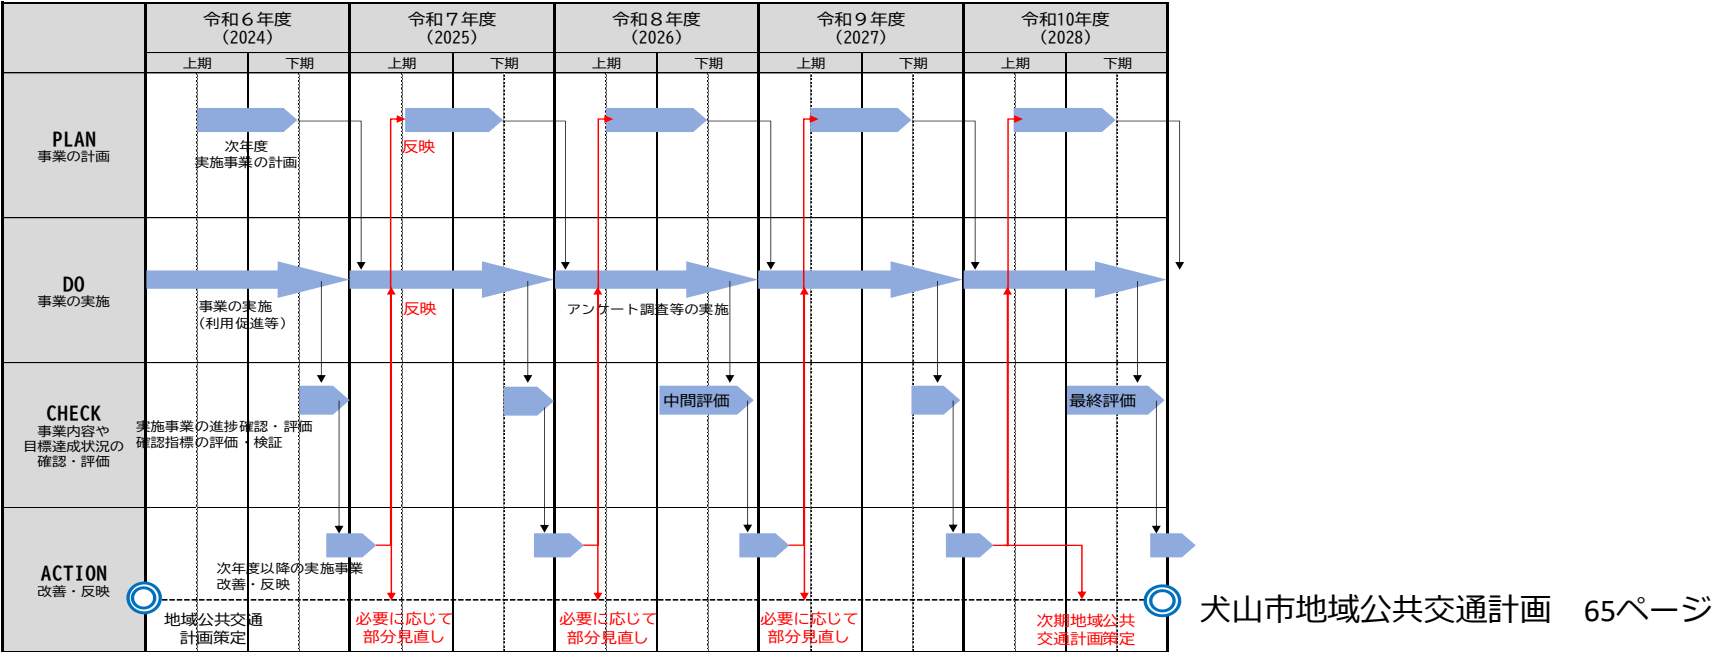 令和６年度
(2024)
令和７年度
(2025)
令和８年度
(2026)
令和９年度
(2027)
令和10年度
(2028)
上期
下期
上期
下期
上期
下期
上期
下期
上期
下期
PLAN
事業の計画
次年度
実施事業の計画
反映
DO
事業の実施
事業の実施
（利用促進等）
反映
アンケート調査等の実施
CHECK
事業内容や
目標達成状況の
確認・評価
実施事業の進捗確認・評価
確認指標の評価・検証
中間評価
最終評価
ACTION
改善・反映
次年度以降の実施事業
改善・反映
地域公共交通
計画策定
必要に応じて
部分見直し
必要に応じて
部分見直し
必要に応じて
部分見直し
次期地域公共
交通計画策定
犬山市地域公共交通計画　65ページ